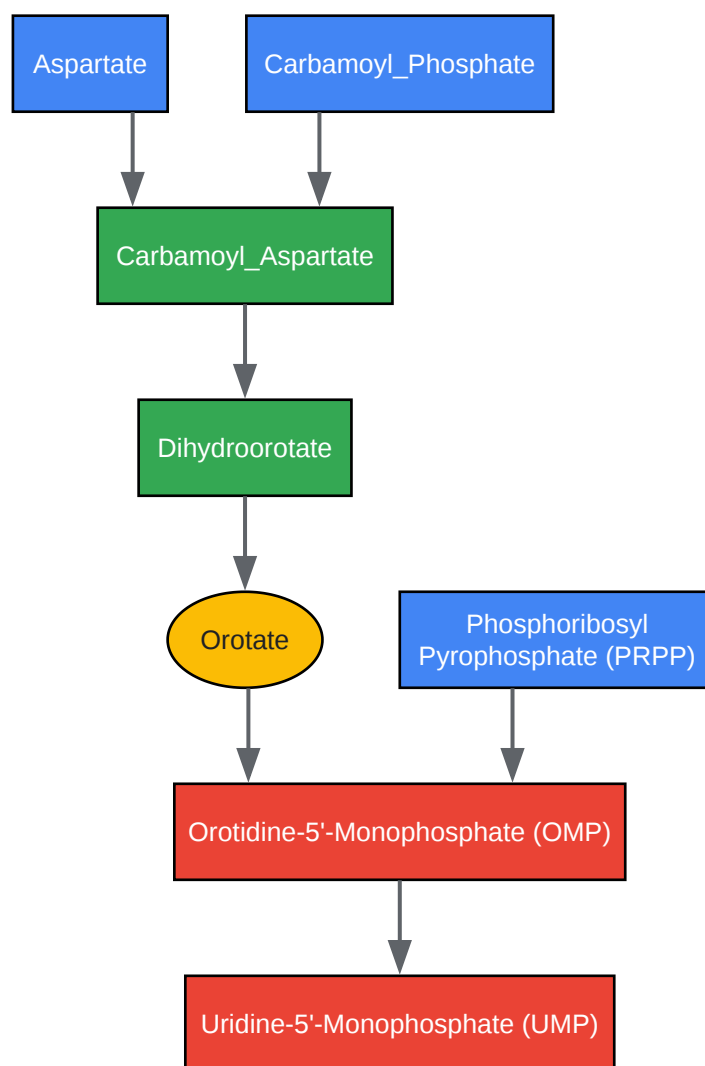 Aspartate
Carbamoyl_Phosphate
Carbamoyl_Aspartate
Dihydroorotate
Orotate
Phosphoribosyl
Pyrophosphate (PRPP)
Orotidine-5'-Monophosphate (OMP)
Uridine-5'-Monophosphate (UMP)